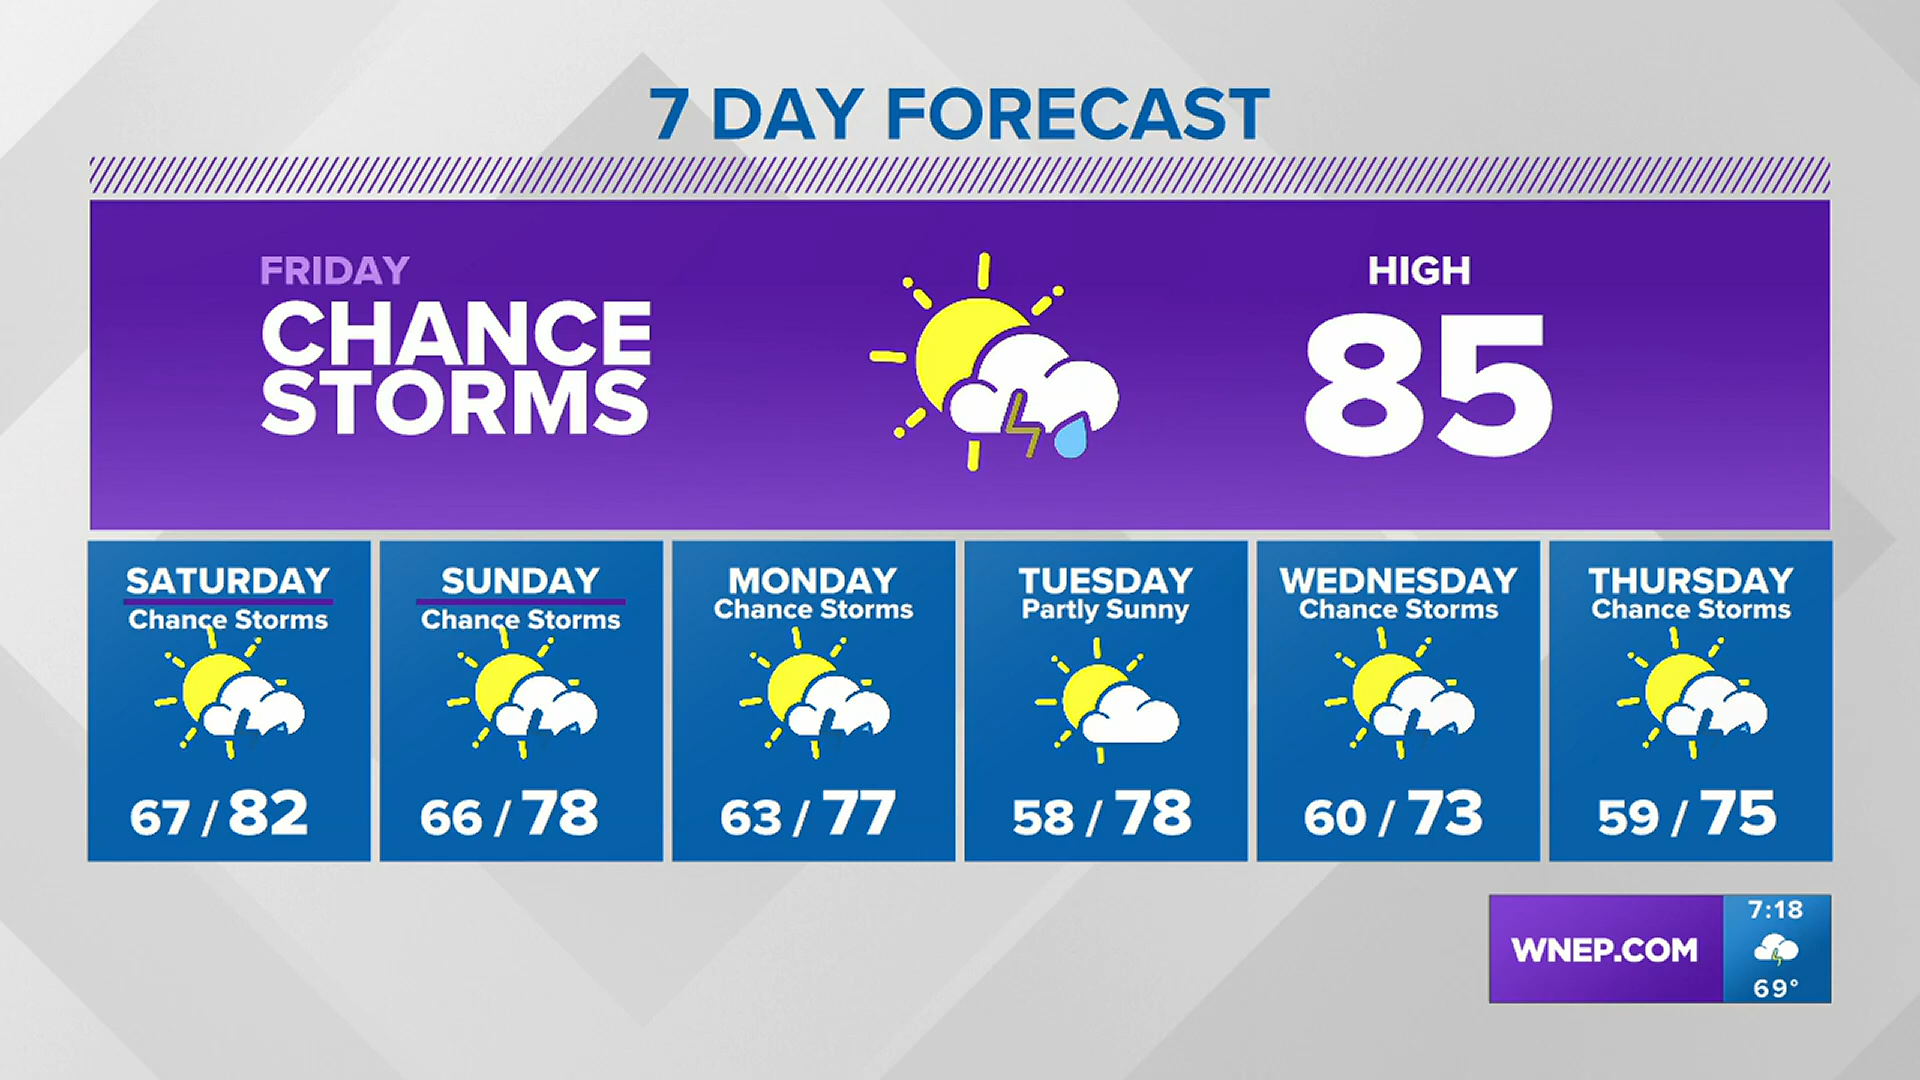 7 DAY FORECAST
FRIDAY
CHANCE
STORMS
HIGH
85
SATURDAY
Chance Storms
67 / 82
SUNDAY
Chance Storms
66 / 78
MONDAY
Chance Storms
63 / 77
TUESDAY
Partly Sunny
58 / 78
WEDNESDAY
Chance Storms
60 / 73
THURSDAY
Chance Storms
59 / 75
WNEP.COM
7:18
69°